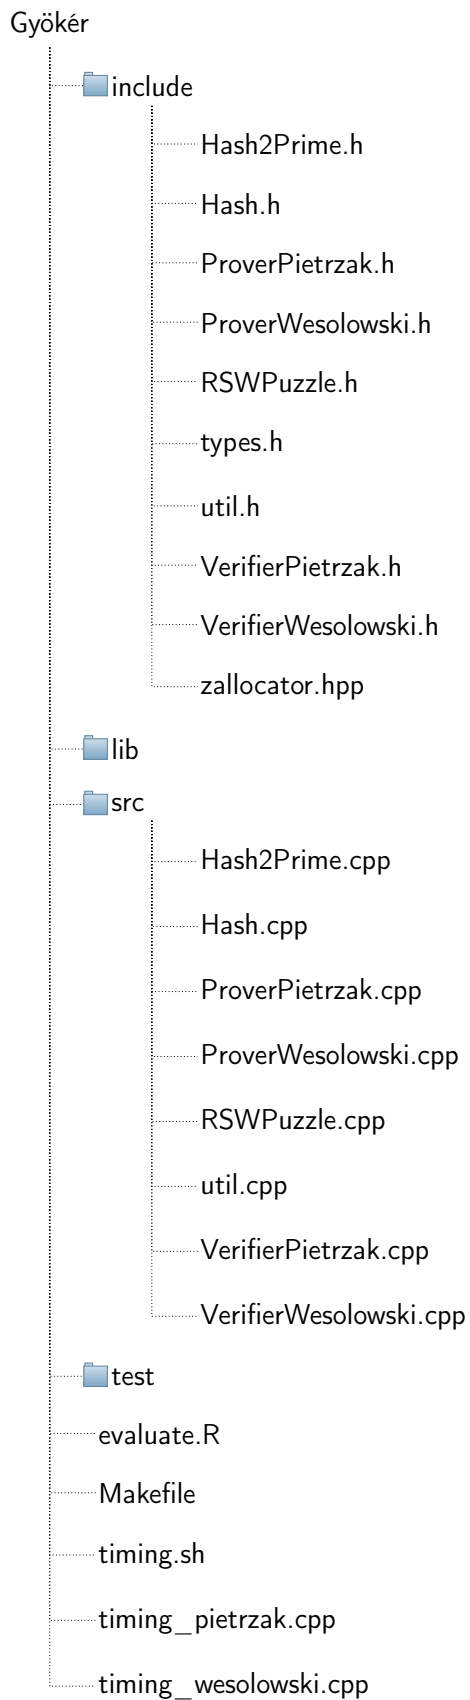 Gyökér
include
Hash2Prime.h
Hash.h
ProverPietrzak.h
ProverWesolowski.h
RSWPuzzle.h
types.h
util.h
VerifierPietrzak.h
VerifierWesolowski.h
zallocator.hpp
lib
src
Hash2Prime.cpp
Hash.cpp
ProverPietrzak.cpp
ProverWesolowski.cpp
RSWPuzzle.cpp
util.cpp
VerifierPietrzak.cpp
VerifierWesolowski.cpp
test
evaluate.R
Makefile
timing.sh
timing_pietrzak.cpp
timing_wesolowski.cpp